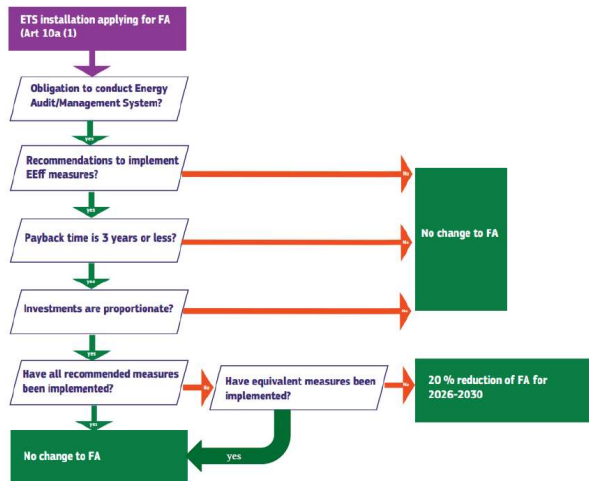 ETS installation applying for FA
(Art 10a (1)
Obligation to conduct Energy
Audit/Management System?
yes
Recommendations to implement
EEff measures?
No
yes
No change to FA
Payback time is 3 years or less?
No
yes
Investments are proportionate?
No
yes
Have all recommended measures
been implemented?
No
Have equivalent measures been
implemented?
No
20 % reduction of FA for
2026-2030
yes
No change to FA
yes